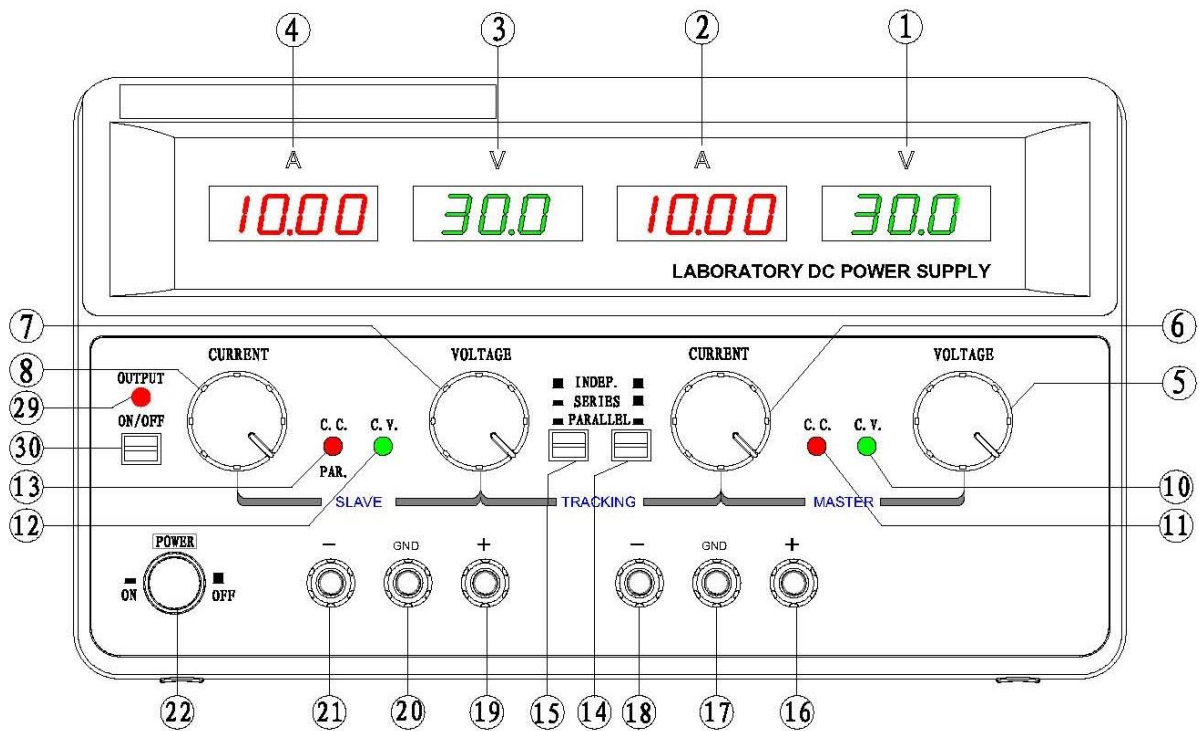 4 3 2 1
A V A V
10.00 30.0 10.00 30.0
LABORATORY DC POWER SUPPLY
7 6
CURRENT VOLTAGE CURRENT VOLTAGE
8 5
OUTPUT
29
ON/OFF
INDEP.
SERIES
PARALLEL
30
C.C. C.V. C.C. C.V.
13 PAR. 10
SLAVE TRACKING MASTER
12 11
POWER
ON OFF
- GND + - GND +
22 21 20 19 15 14 18 17 16